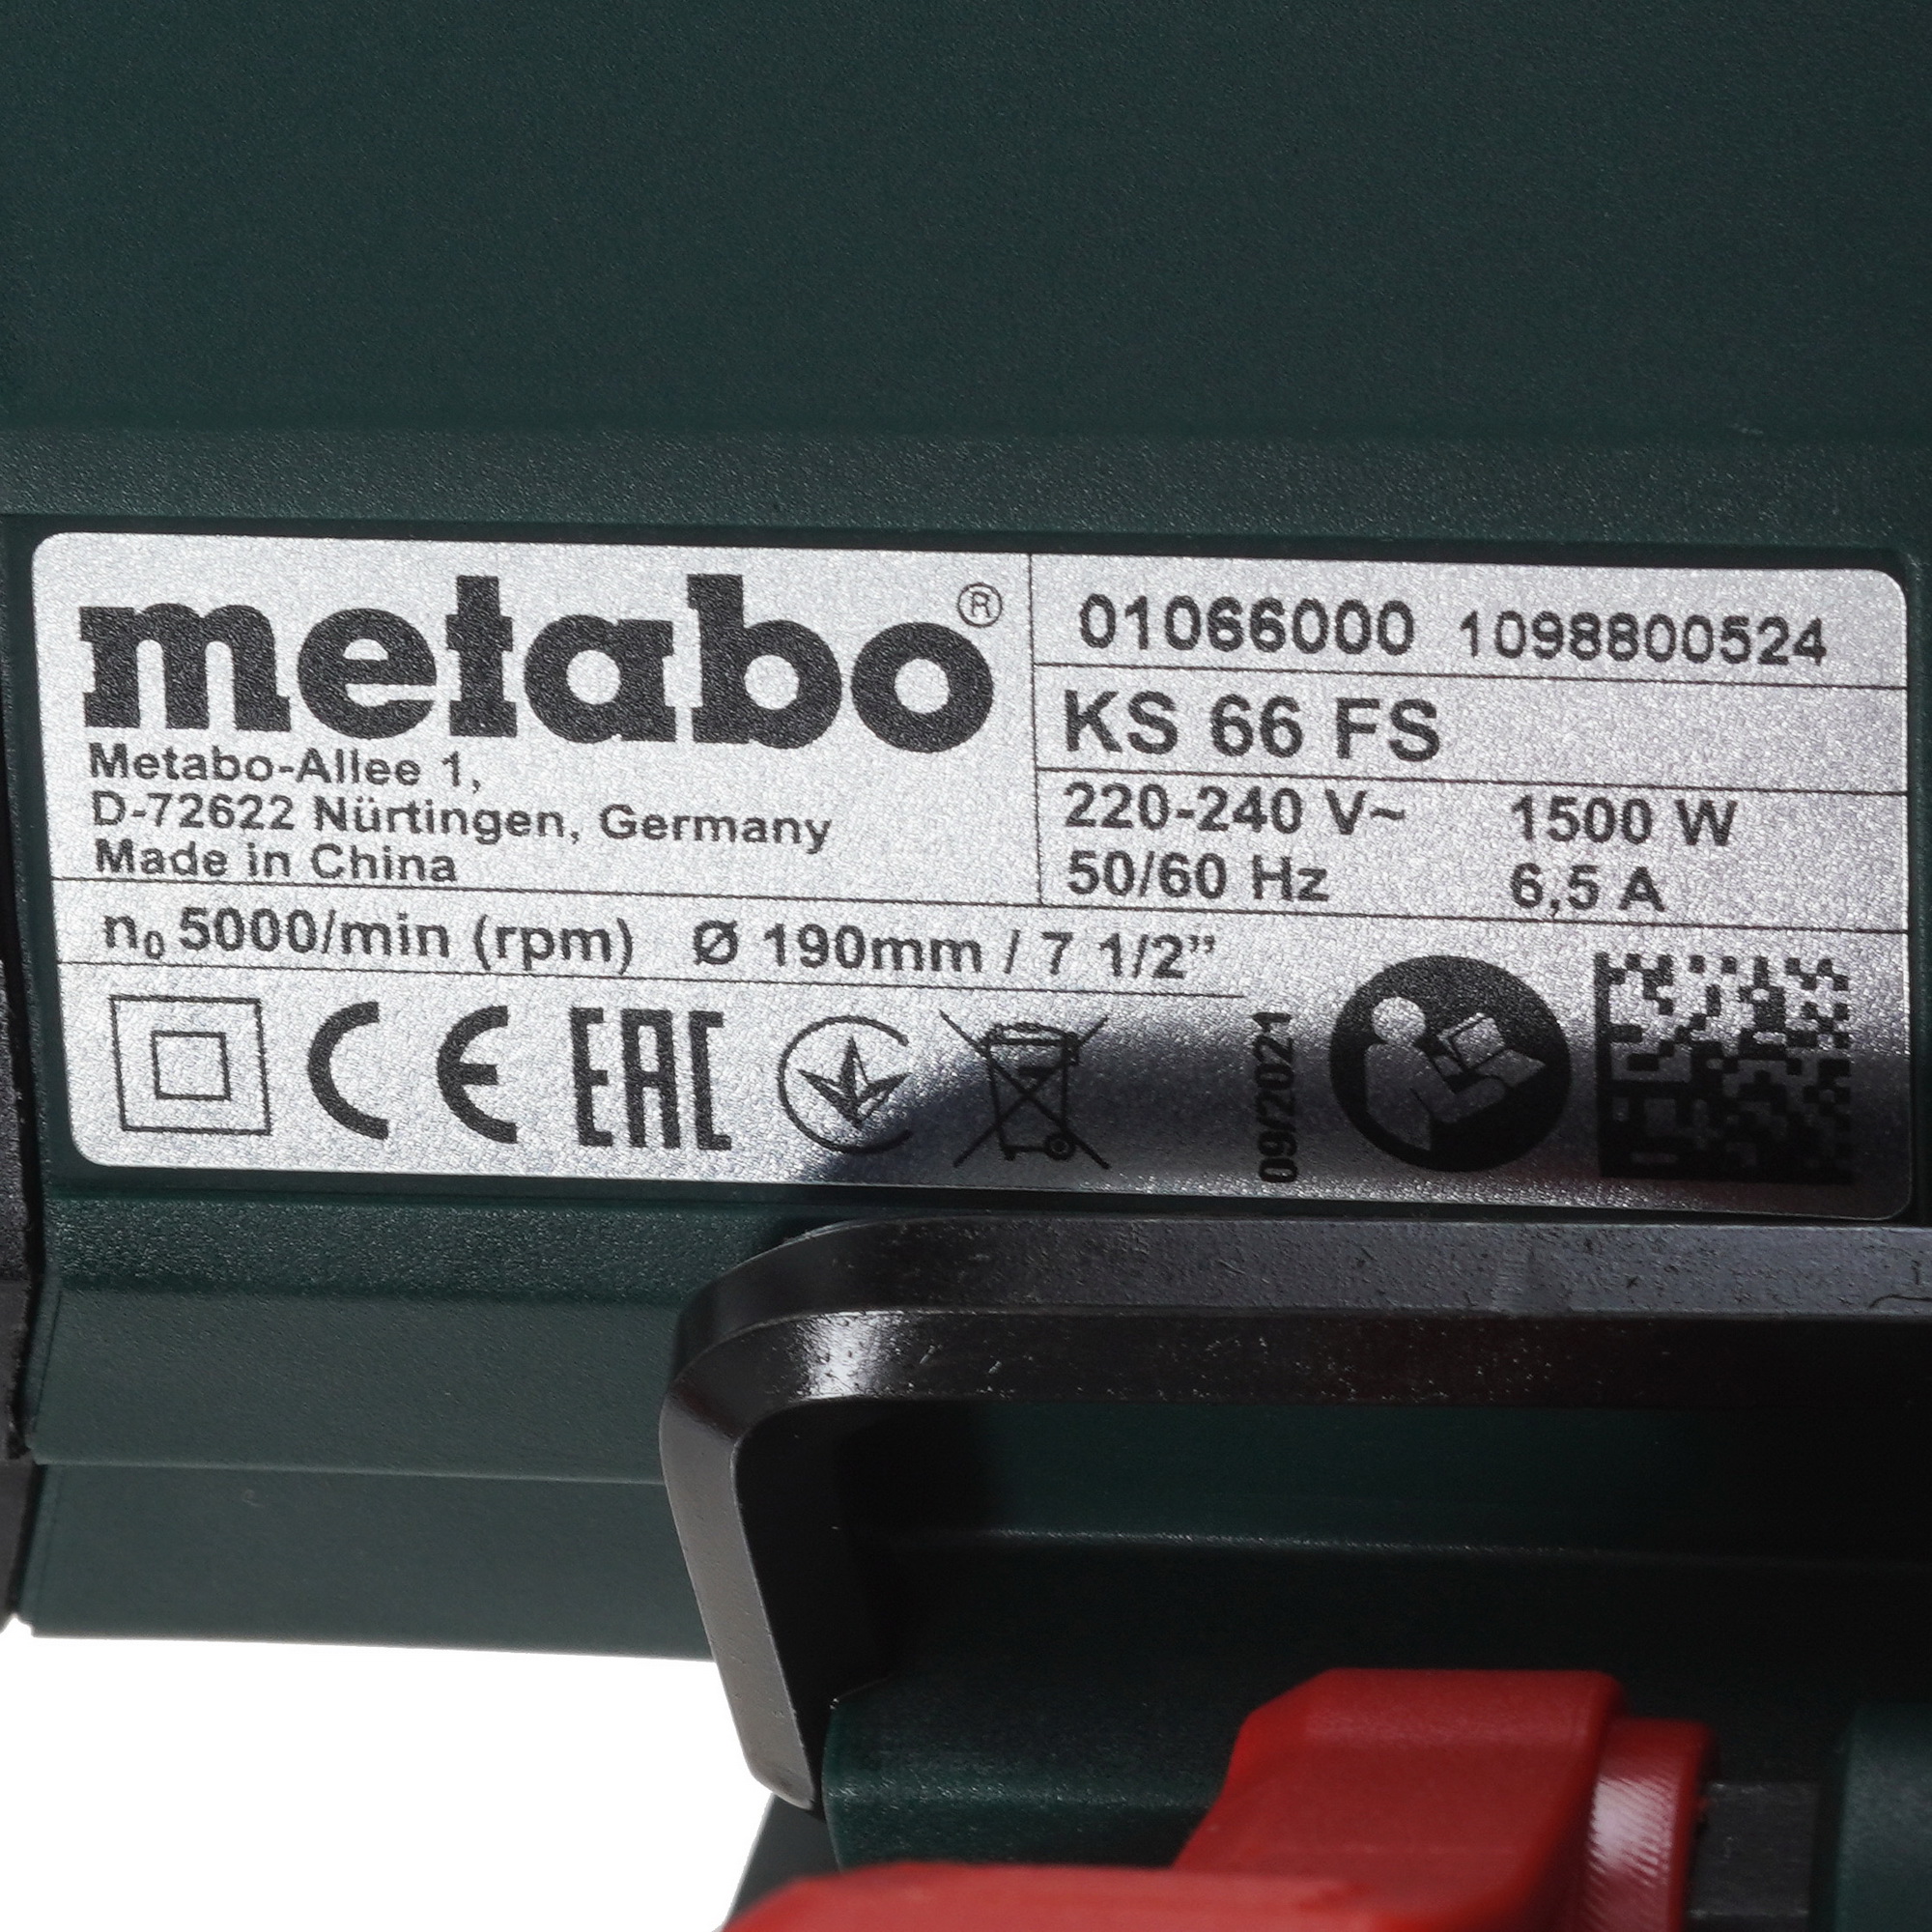 metabo®
Metabo-Allee 1,
D-72622 Nürtingen, Germany
Made in China
01066000 1098800524
KS 66 FS
220-240 V~ 1500 W
50/60 Hz 6,5 A
n₀ 5000/min (rpm) Ø 190mm / 7 1/2”
CE EAC
09/2021